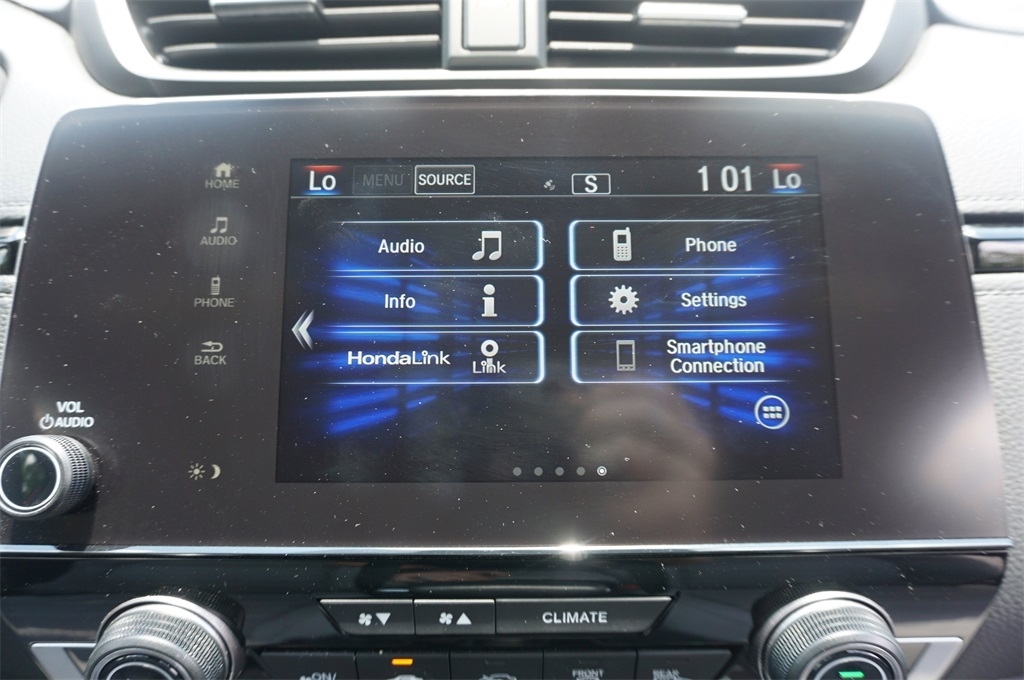 Lo MENU SOURCE S 1 01 Lo
HOME
AUDIO
PHONE
BACK
Audio
Phone
Info
Settings
HondaLink
Link
Smartphone
Connection
VOL
AUDIO
CLIMATE
ON/
FRONT
REAR